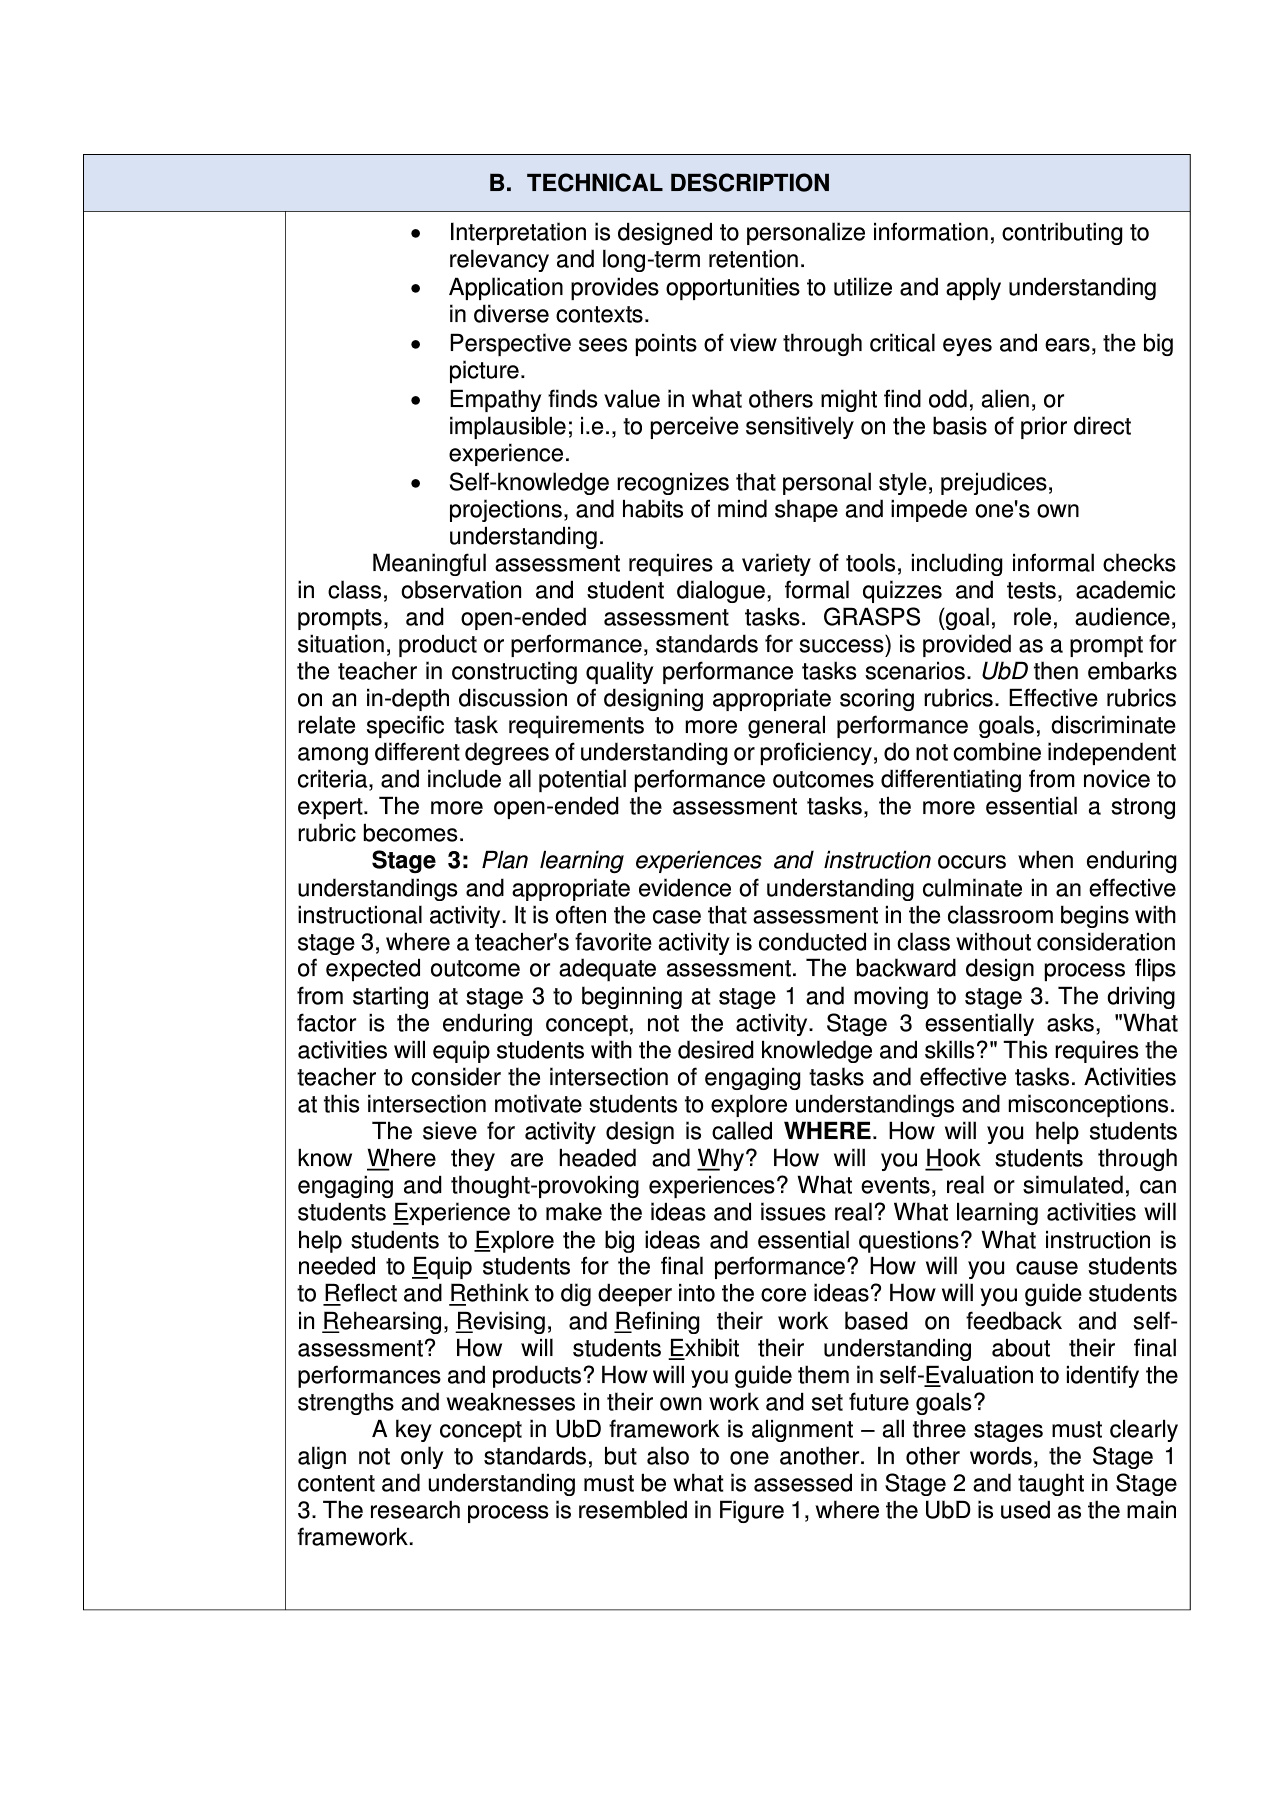 B. TECHNICAL DESCRIPTION
• Interpretation is designed to personalize information, contributing to
relevancy and long-term retention.
• Application provides opportunities to utilize and apply understanding
in diverse contexts.
• Perspective sees points of view through critical eyes and ears, the big
picture.
• Empathy finds value in what others might find odd, alien, or
implausible; i.e., to perceive sensitively on the basis of prior direct
experience.
• Self-knowledge recognizes that personal style, prejudices,
projections, and habits of mind shape and impede one's own
understanding.
Meaningful assessment requires a variety of tools, including informal checks
in class, observation and student dialogue, formal quizzes and tests, academic
prompts, and open-ended assessment tasks. GRASPS (goal, role, audience,
situation, product or performance, standards for success) is provided as a prompt for
the teacher in constructing quality performance tasks scenarios. UbD then embarks
on an in-depth discussion of designing appropriate scoring rubrics. Effective rubrics
relate specific task requirements to more general performance goals, discriminate
among different degrees of understanding or proficiency, do not combine independent
criteria, and include all potential performance outcomes differentiating from novice to
expert. The more open-ended the assessment tasks, the more essential a strong
rubric becomes.
Stage 3: Plan learning experiences and instruction occurs when enduring
understandings and appropriate evidence of understanding culminate in an effective
instructional activity. It is often the case that assessment in the classroom begins with
stage 3, where a teacher's favorite activity is conducted in class without consideration
of expected outcome or adequate assessment. The backward design process flips
from starting at stage 3 to beginning at stage 1 and moving to stage 3. The driving
factor is the enduring concept, not the activity. Stage 3 essentially asks, "What
activities will equip students with the desired knowledge and skills?" This requires the
teacher to consider the intersection of engaging tasks and effective tasks. Activities
at this intersection motivate students to explore understandings and misconceptions.
The sieve for activity design is called WHERE. How will you help students
know Where they are headed and Why? How will you Hook students through
engaging and thought-provoking experiences? What events, real or simulated, can
students Experience to make the ideas and issues real? What learning activities will
help students to Explore the big ideas and essential questions? What instruction is
needed to Equip students for the final performance? How will you cause students
to Reflect and Rethink to dig deeper into the core ideas? How will you guide students
in Rehearsing, Revising, and Refining their work based on feedback and self-
assessment? How will students Exhibit their understanding about their final
performances and products? How will you guide them in self-Evaluation to identify the
strengths and weaknesses in their own work and set future goals?
A key concept in UbD framework is alignment – all three stages must clearly
align not only to standards, but also to one another. In other words, the Stage 1
content and understanding must be what is assessed in Stage 2 and taught in Stage
3. The research process is resembled in Figure 1, where the UbD is used as the main
framework.